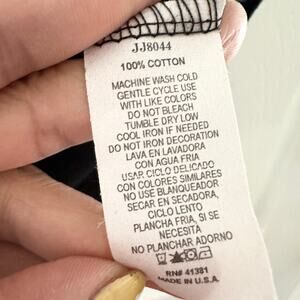 JJ8044
100% COTTON
MACHINE WASH COLD
GENTLE CYCLE USE
WITH LIKE COLORS
DO NOT BLEACH
TUMBLE DRY LOW
COOL IRON IF NEEDED
DO NOT IRON DECORATION
LAVA EN LAVADORA
CON AGUA FRIA
USAR CICLO DELICADO
CON COLORES SIMILARES
NO USE BLANQUEADOR
SECAR EN SECADORA,
CICLO LENTO
PLANCHA FRIA, SI SE
NECESITA
NO PLANCHAR ADORNO
RN# 41381
MADE IN U.S.A.